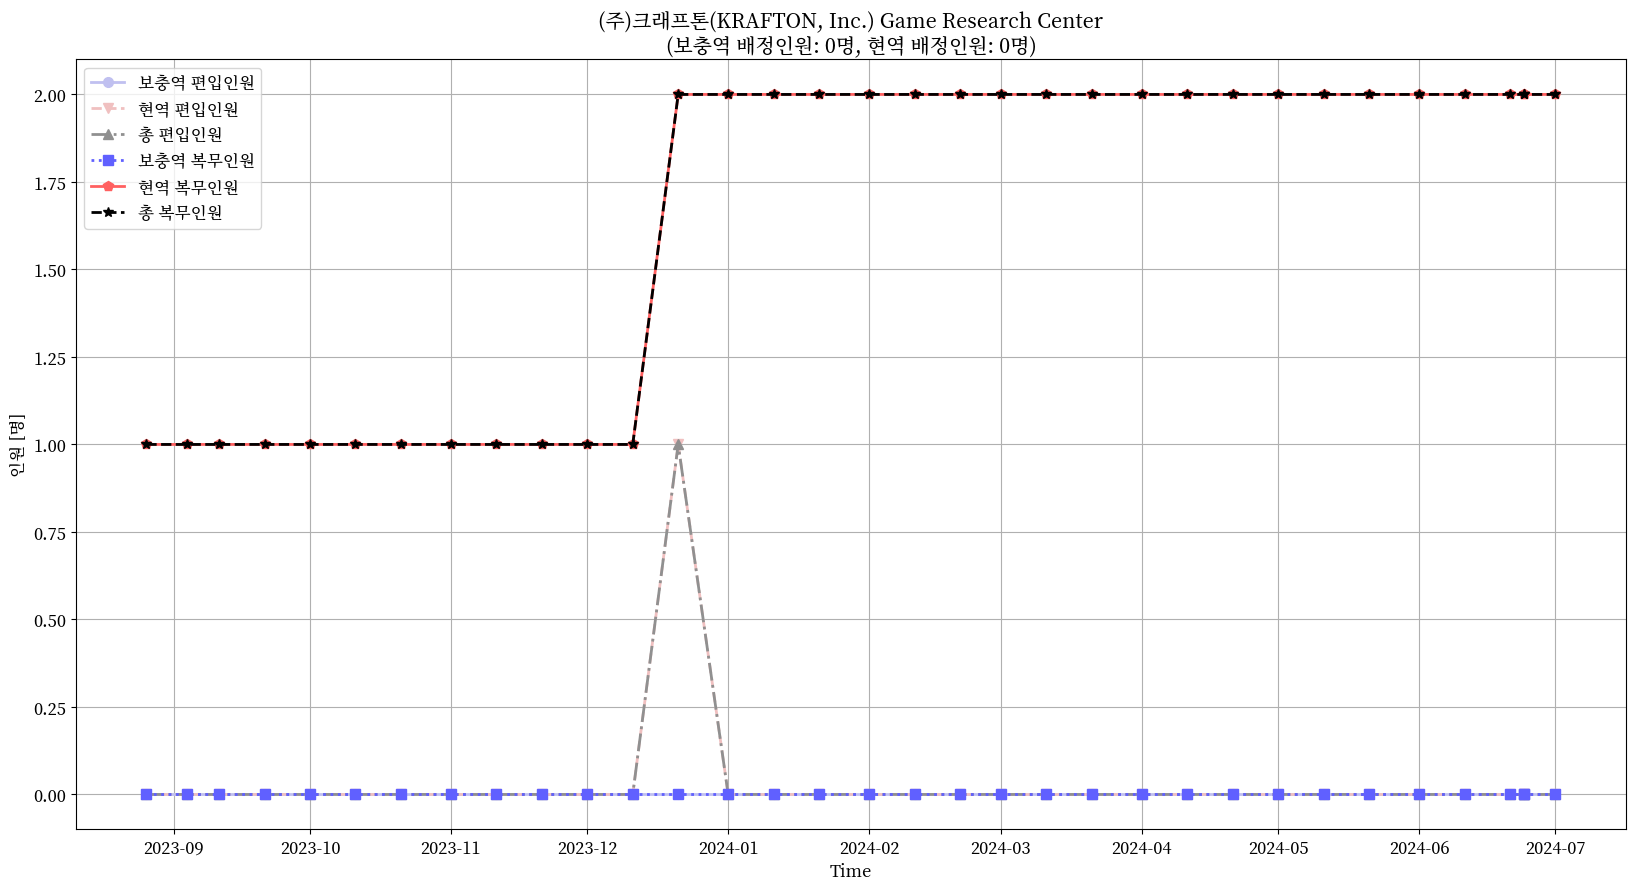 (주)크래프톤(KRAFTON, Inc.) Game Research Center
(보충역 배정인원: 0명, 현역 배정인원: 0명)
보충역 편입인원
현역 편입인원
총 편입인원
보충역 복무인원
현역 복무인원
총 복무인원
2.00
1.75
1.50
1.25
1.00
0.75
0.50
0.25
0.00
인원 [명]
2023-09 2023-10 2023-11 2023-12 2024-01 2024-02 2024-03 2024-04 2024-05 2024-06 2024-07
Time